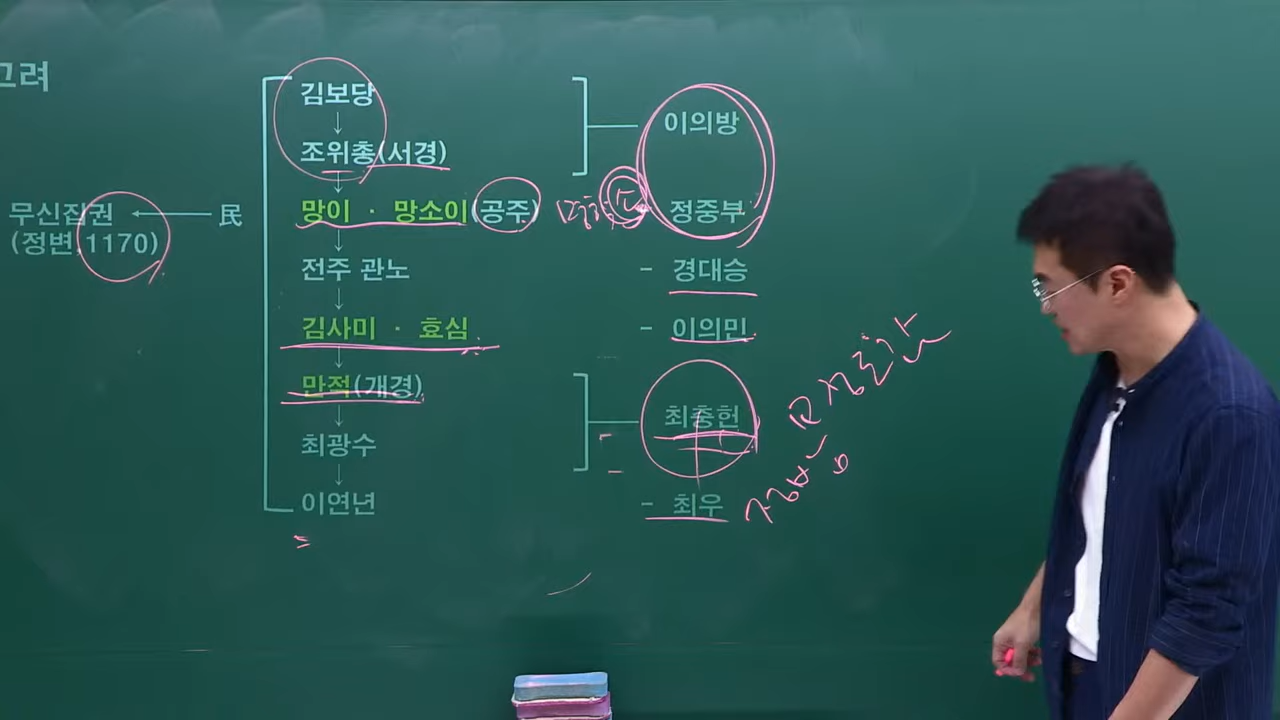 고려
김보당
↓
조위총(서경)
↓
망이 · 망소이(공주)
↓
전주 관노
↓
김사미 · 효심
↓
만적(개경)
↓
최광수
↓
이연년
무신집권 ← 民
(정변,1170)
이의방
정중부
- 경대승
- 이의민
최충헌
- 최우